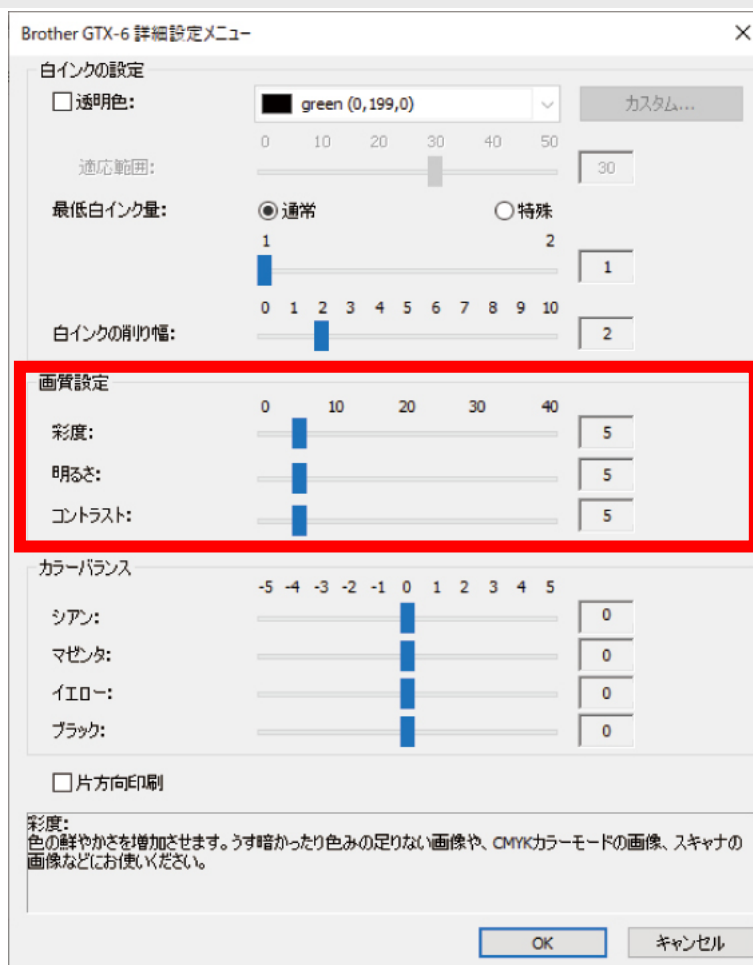 Brother GTX-6 詳細設定メニュー
白インクの設定
透明色: green (0,199,0) カスタム...
0 10 20 30 40 50
適応範囲: 30
最低白インク量: 通常 特殊
1 2
1
0 1 2 3 4 5 6 7 8 9 10
白インクの削り幅: 2
画質設定
0 10 20 30 40
彩度: 5
明るさ: 5
コントラスト: 5
カラーバランス
-5 -4 -3 -2 -1 0 1 2 3 4 5
シアン: 0
マゼンタ: 0
イエロー: 0
ブラック: 0
片方向印刷
彩度:
色の鮮やかさを増加させます。うす暗かったり色みの足りない画像や、CMYKカラーモードの画像、スキャナの
画像などにお使いください。
OK キャンセル